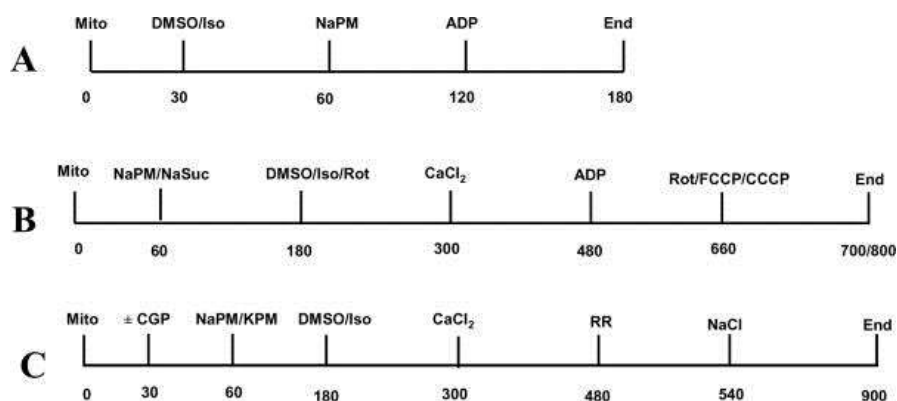 Mito DMSO/Iso NaPM ADP End
A
0 30 60 120 180
Mito NaPM/NaSuc DMSO/Iso/Rot CaCl₂ ADP Rot/FCCP/CCCP End
B
0 60 180 300 480 660 700/800
Mito ± CGP NaPM/KPM DMSO/Iso CaCl₂ RR NaCl End
C
0 30 60 180 300 480 540 900